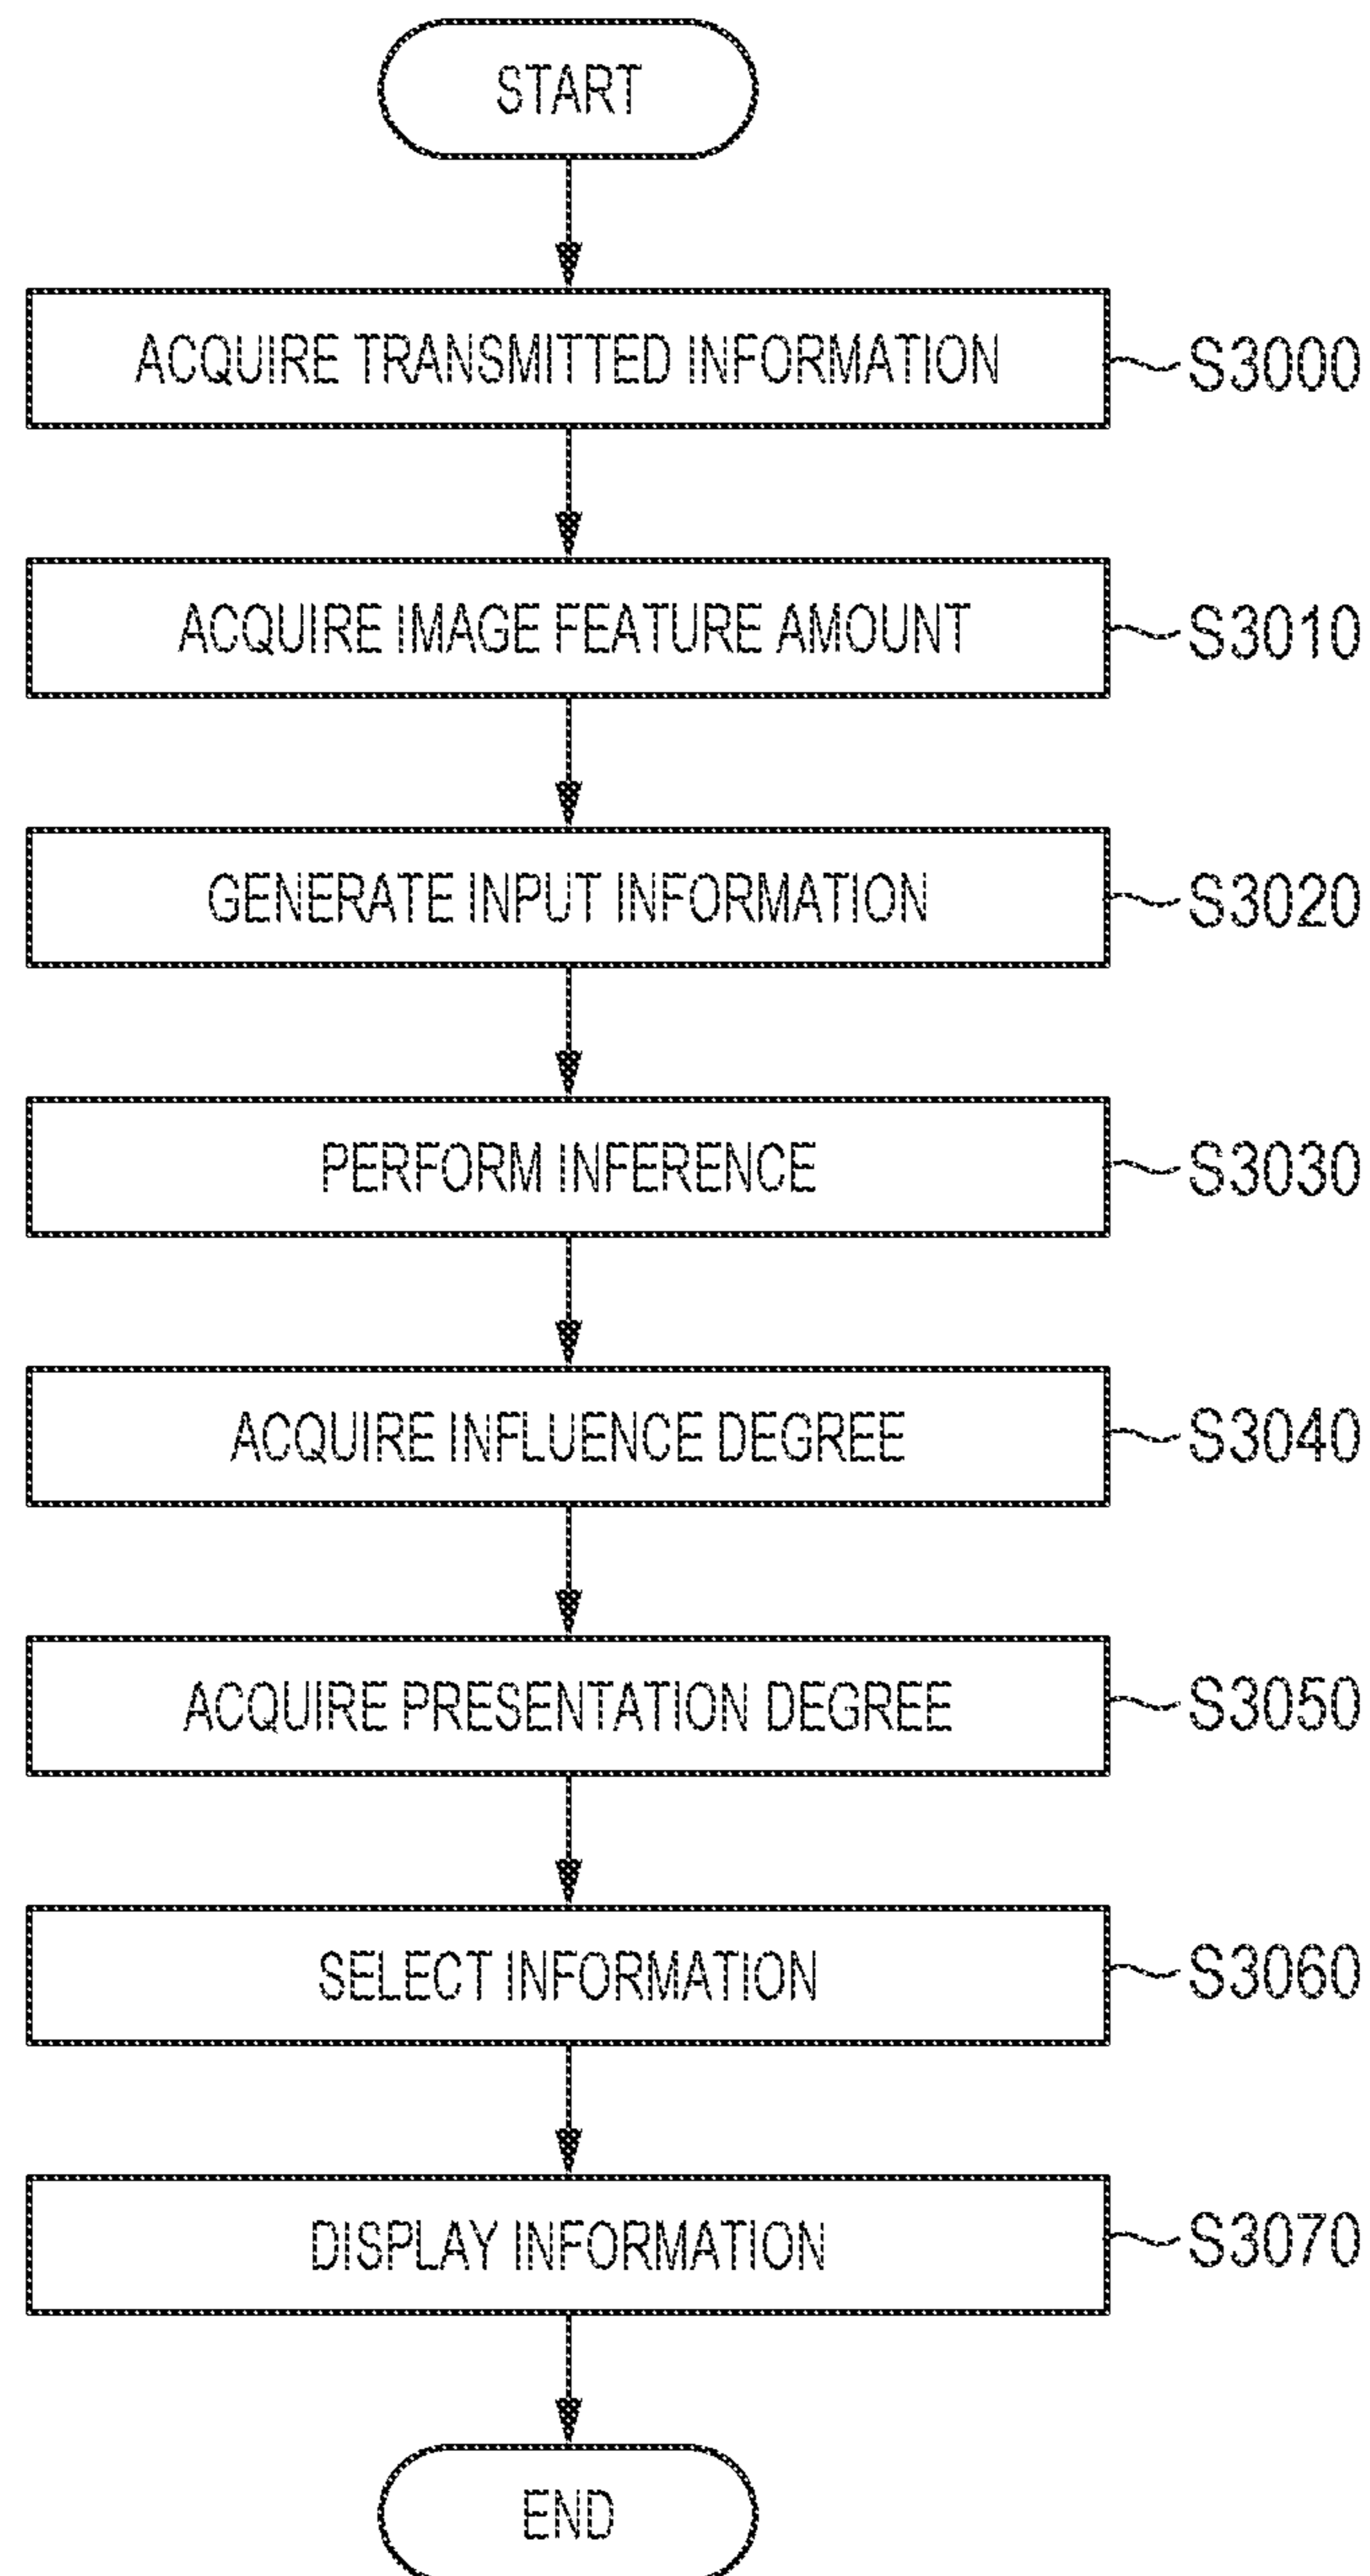 START
ACQUIRE TRANSMITTED INFORMATION S3000
ACQUIRE IMAGE FEATURE AMOUNT S3010
GENERATE INPUT INFORMATION S3020
PERFORM INFERENCE S3030
ACQUIRE INFLUENCE DEGREE S3040
ACQUIRE PRESENTATION DEGREE S3050
SELECT INFORMATION S3060
DISPLAY INFORMATION S3070
END